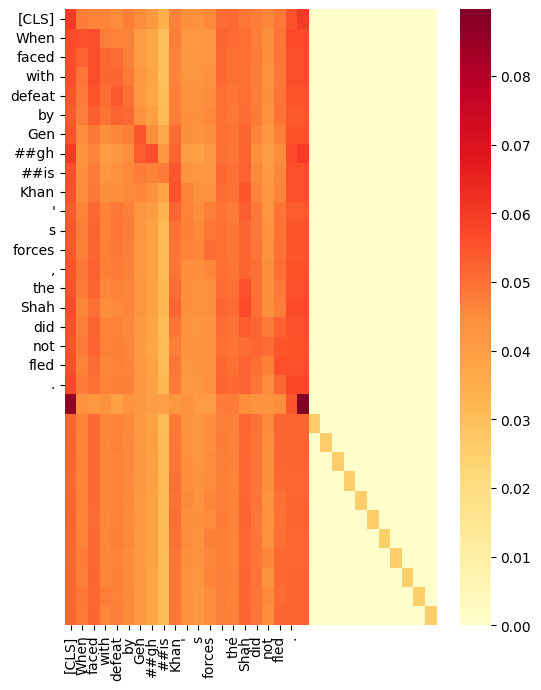 [CLS]
When
faced
with
defeat
by
Gen
##gh
##is
Khan
'
s
forces
,
the
Shah
did
not
fled
.
0.08
0.07
0.06
0.05
0.04
0.03
0.02
0.01
0.00
[CLS]
When
faced
with
defeat
by
Gen
##gh
##is
Khan
'
s
forces
,
the
Shah
did
not
fled
.